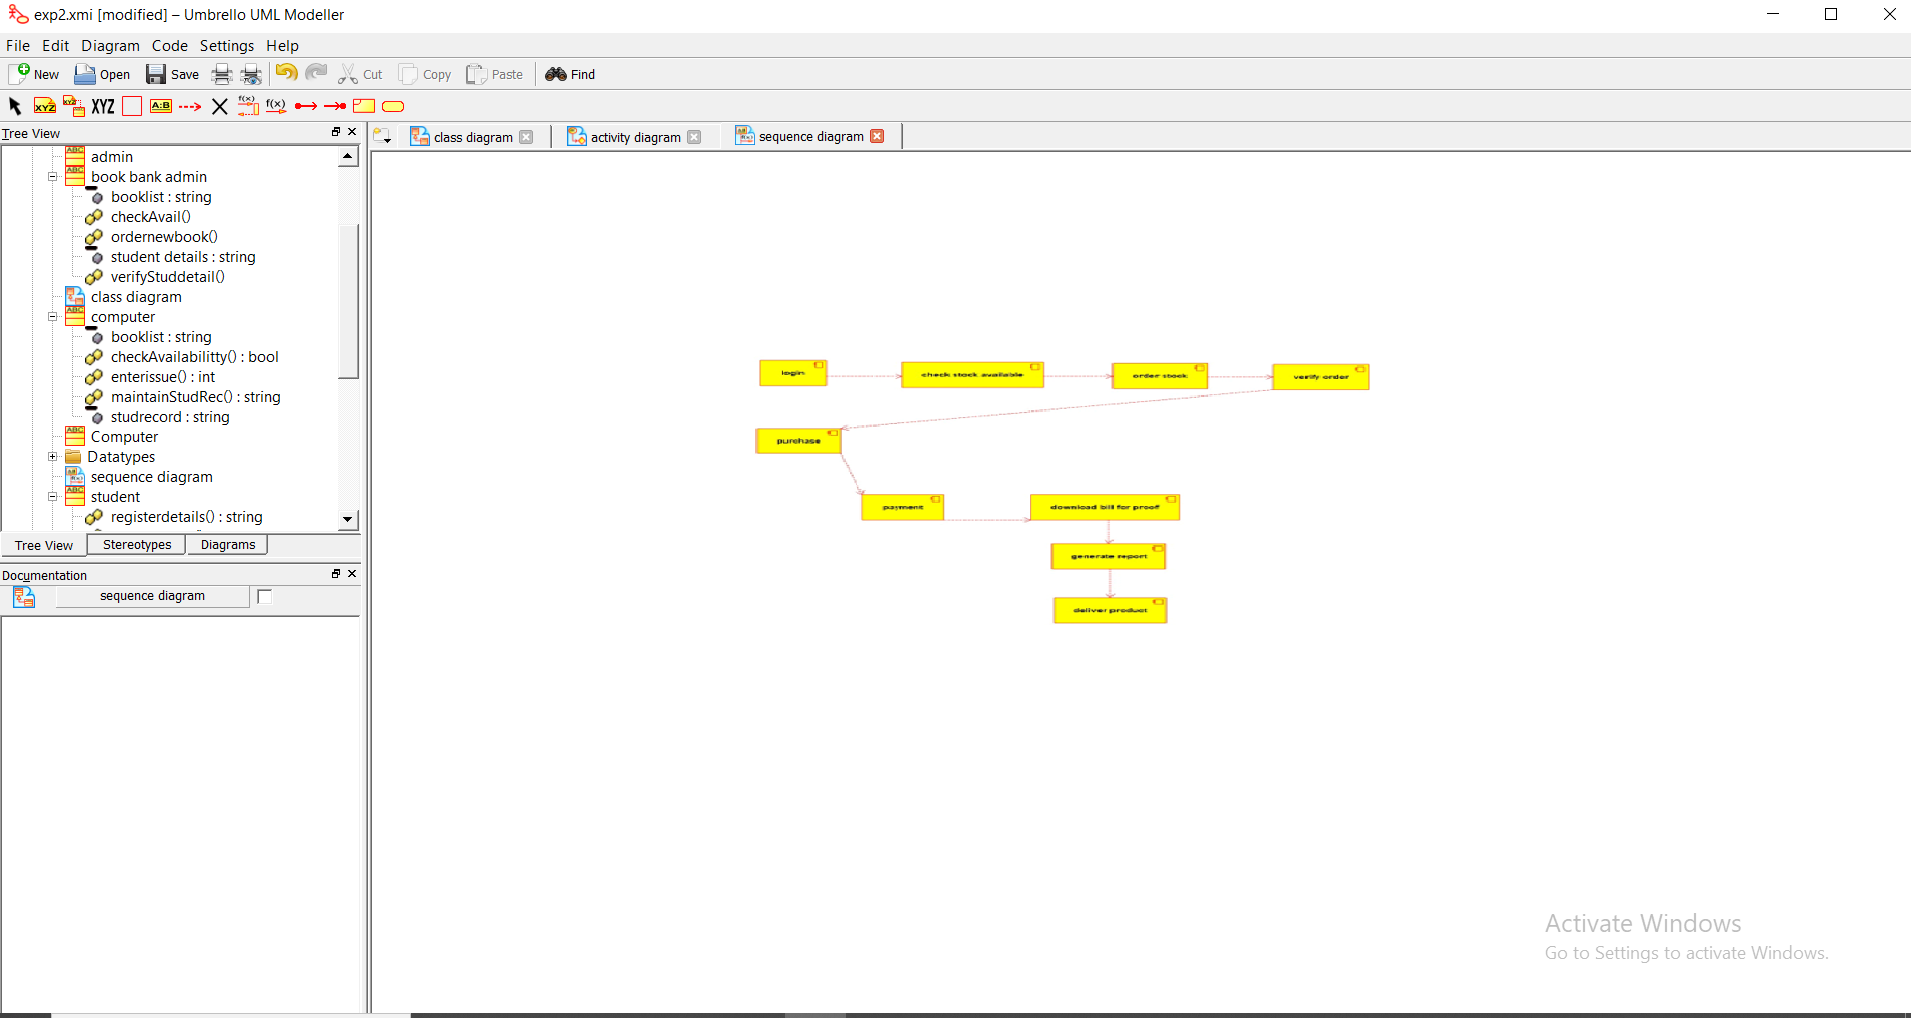 exp2.xmi [modified] – Umbrello UML Modeller
File Edit Diagram Code Settings Help
New Open Save Cut Copy Paste Find
XYZ XYZ XYZ A:B f(x) f(x)
Tree View
class diagram activity diagram sequence diagram
admin
book bank admin
booklist : string
checkAvail()
ordernewbook()
student details : string
verifyStuddetail()
class diagram
computer
booklist : string
checkAvailabilitty() : bool
enterissue() : int
maintainStudRec() : string
studrecord : string
Computer
Datatypes
sequence diagram
student
registerdetails() : string
Tree View Stereotypes Diagrams
Documentation
sequence diagram
login check stock available order stock verify order
purchase
payment download bill for proof
generate report
deliver product
Activate Windows
Go to Settings to activate Windows.